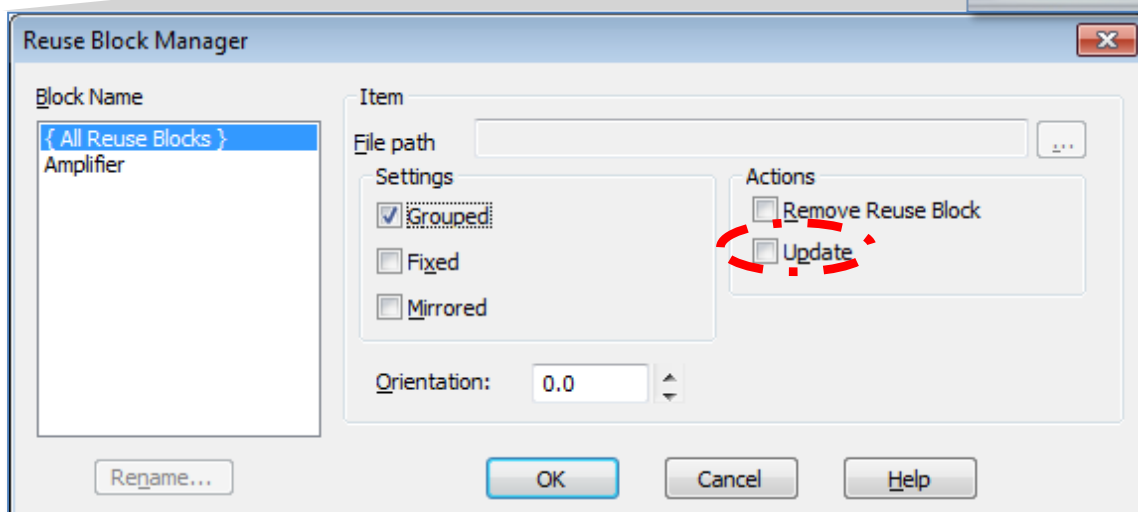 Reuse Block Manager
Block Name
{ All Reuse Blocks }
Amplifier
Rename...
Item
File path
...
Settings
Grouped
Fixed
Mirrored
Actions
Remove Reuse Block
Update
Orientation:
0.0
OK
Cancel
Help